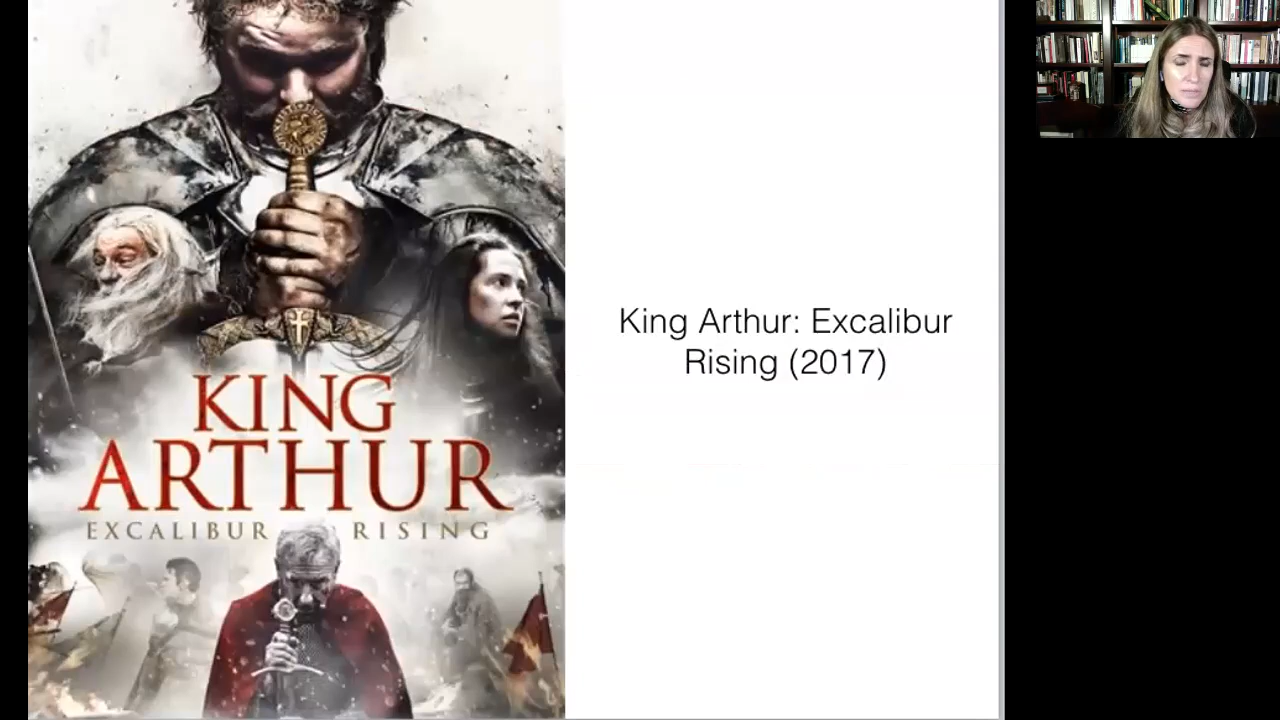 KING
ARTHUR
EXCALIBUR RISING
King Arthur: Excalibur
Rising (2017)